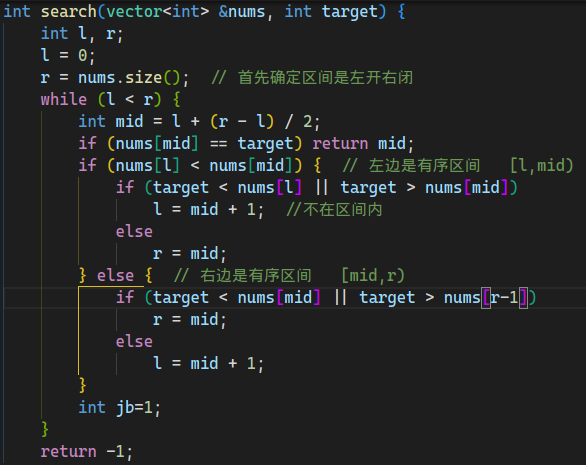 int search(vector<int> &nums, int target) {
    int l, r;
    l = 0;
    r = nums.size();  // 首先确定区间是左开右闭
    while (l < r) {
        int mid = l + (r - l) / 2;
        if (nums[mid] == target) return mid;
        if (nums[l] < nums[mid]) {  // 左边是有序区间   [l,mid)
            if (target < nums[l] || target > nums[mid])
                l = mid + 1;  //不在区间内
            else
                r = mid;
        } else {  // 右边是有序区间   [mid,r)
            if (target < nums[mid] || target > nums[r-1])
                r = mid;
            else
                l = mid + 1;
        }
        int jb=1;
    }
    return -1;